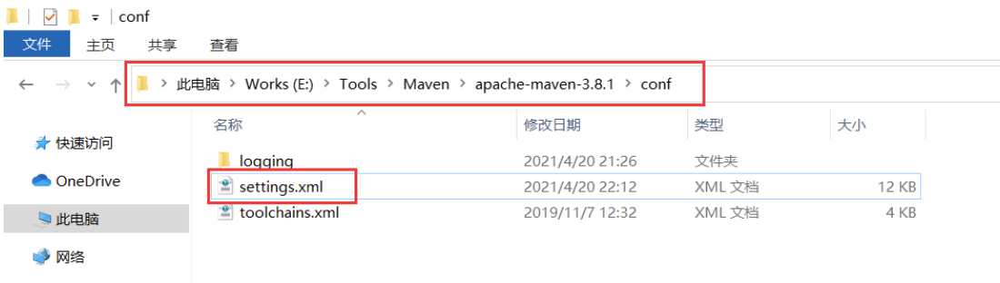 conf
文件 主页 共享 查看
此电脑 > Works (E:) > Tools > Maven > apache-maven-3.8.1 > conf
名称 修改日期 类型 大小
快速访问
OneDrive
此电脑
网络
logging 2021/4/20 21:26 文件夹
settings.xml 2021/4/20 22:12 XML 文档 12 KB
toolchains.xml 2019/11/7 12:32 XML 文档 4 KB